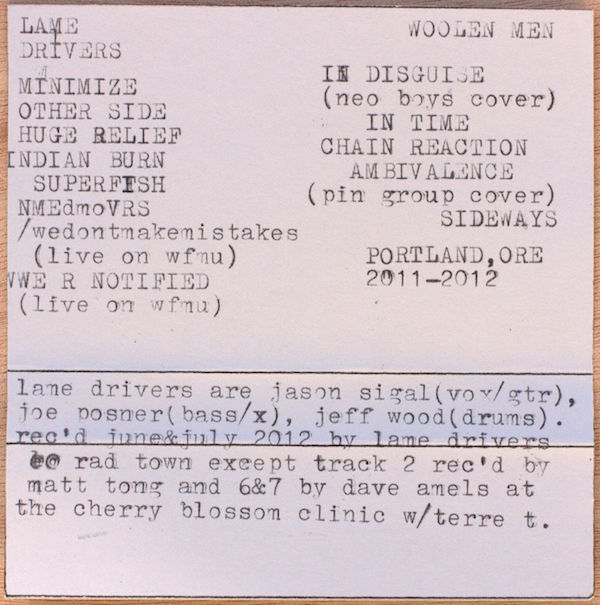 LAME
DRIVERS
MINIMIZE
OTHER SIDE
HUGE RELIEF
INDIAN BURN
SUPERFISH
NMEdmoVRS
/wedontmakemistakes
(live on wfmu)
WWE R NOTIFIED
(live on wfmu)
WOOLEN MEN
IN DISGUISE
(neo boys cover)
IN TIME
CHAIN REACTION
AMBIVALENCE
(pin group cover)
SIDEWAYS
PORTLAND,ORE
2011-2012
lame drivers are jason sigal(vox/gtr),
joe posner(bass/x), jeff wood(drums).
rec'd june&july 2012 by lame drivers
@@ rad town except track 2 rec'd by
matt tong and 6&7 by dave amels at
the cherry blossom clinic w/terre t.